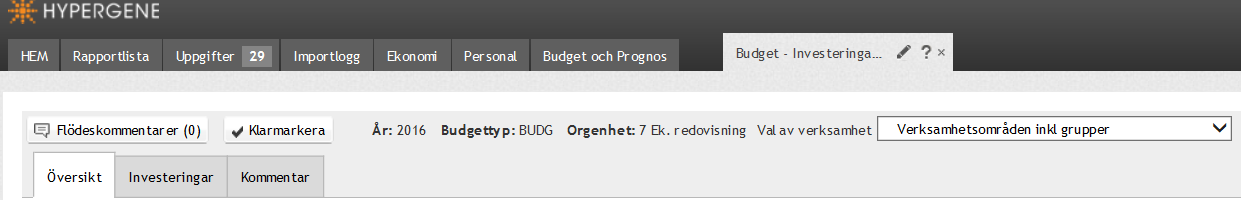 HYPERGENE
HEM Rapportlista Uppgifter 29 Importlogg Ekonomi Personal Budget och Prognos Budget - Investeringa... ? ×
Flödeskommentarer (0) Klarmarkera År: 2016 Budgettyp: BUDG Orgenhet: 7 Ek. redovisning Val av verksamhet Verksamhetsområden inkl grupper
Översikt Investeringar Kommentar